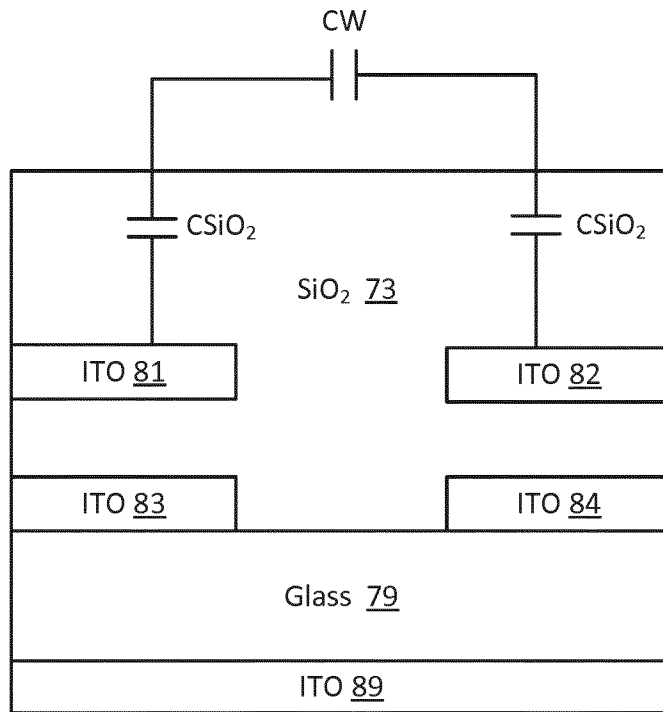 CW
CSiO₂
CSiO₂
SiO₂ 73
ITO 81
ITO 82
ITO 83
ITO 84
Glass 79
ITO 89